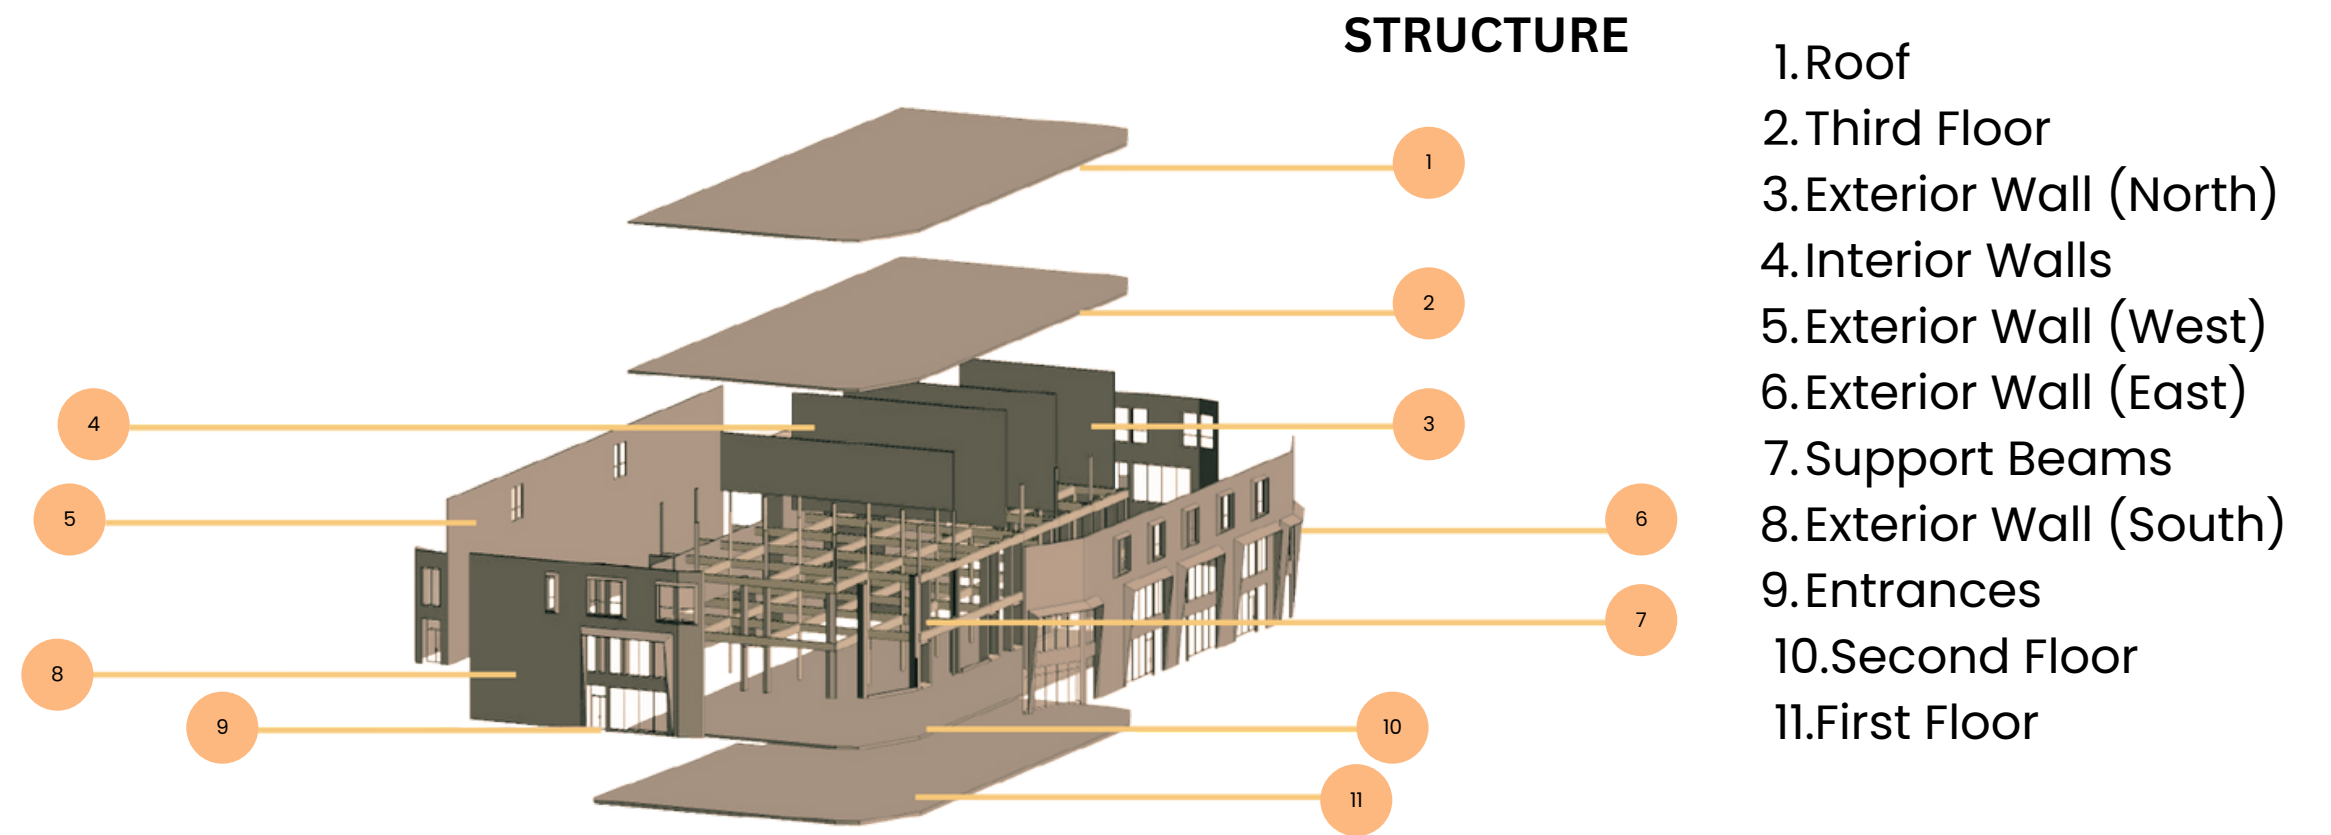 STRUCTURE
1.Roof
2.Third Floor
3.Exterior Wall (North)
4.Interior Walls
5.Exterior Wall (West)
6.Exterior Wall (East)
7.Support Beams
8.Exterior Wall (South)
9.Entrances
10.Second Floor
11.First Floor
1
2
4
3
5
6
7
8
9
10
11